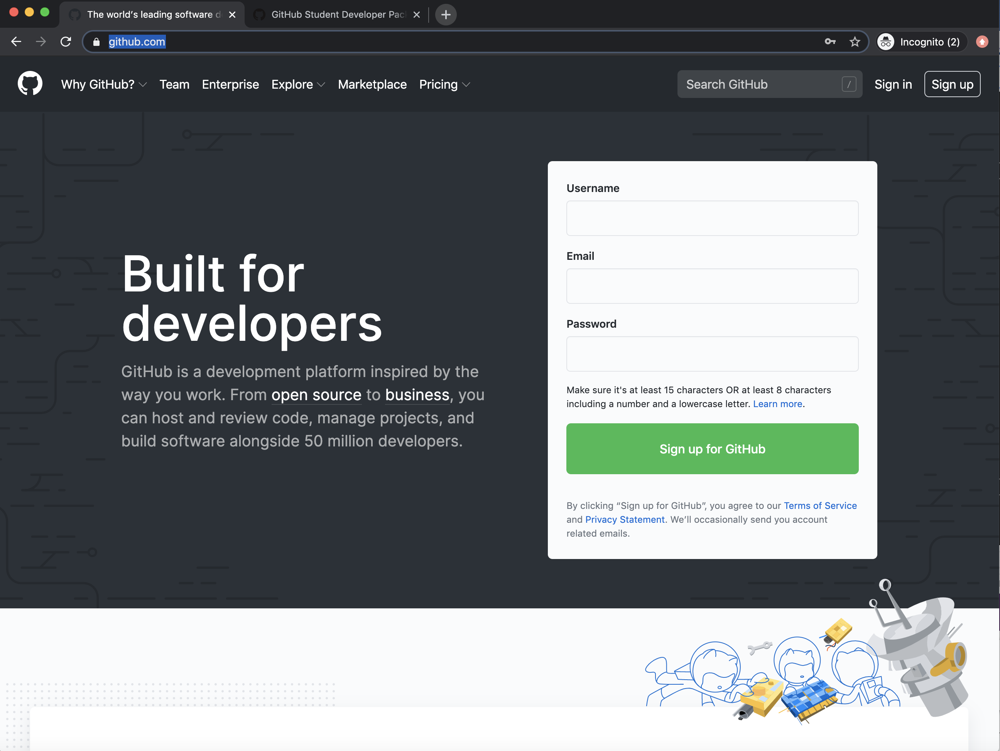 The world's leading software d
GitHub Student Developer Pac
github.com
Incognito (2)
Why GitHub?
Team
Enterprise
Explore
Marketplace
Pricing
Search GitHub
/
Sign in
Sign up
Built for
developers
GitHub is a development platform inspired by the
way you work. From open source to business, you
can host and review code, manage projects, and
build software alongside 50 million developers.
Username
Email
Password
Make sure it's at least 15 characters OR at least 8 characters
including a number and a lowercase letter. Learn more.
Sign up for GitHub
By clicking “Sign up for GitHub”, you agree to our Terms of Service
and Privacy Statement. We’ll occasionally send you account
related emails.